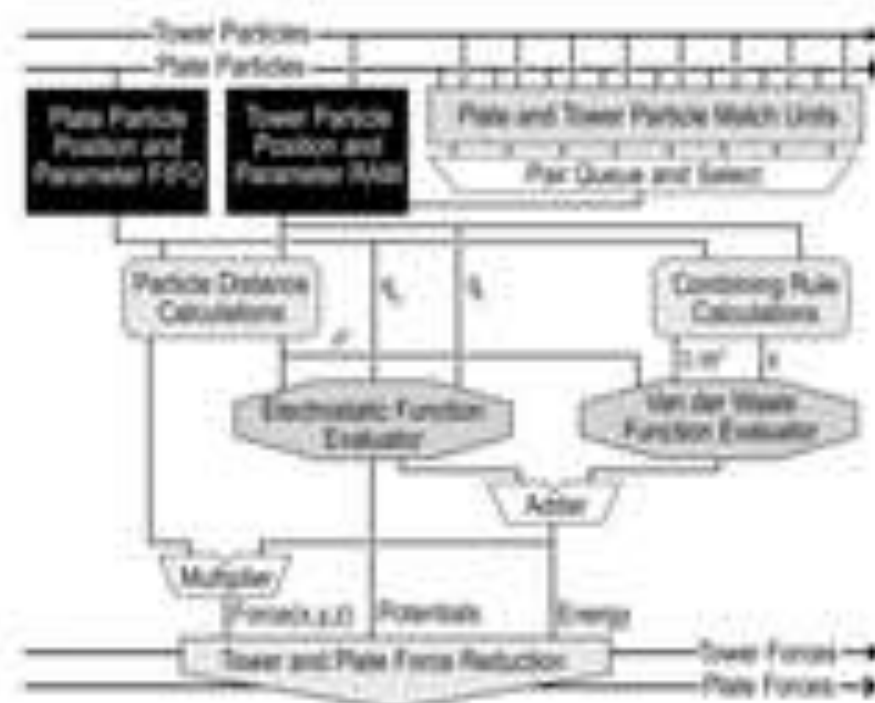 Tower Particles
Plate Particles
Plate Particle
Position and
Parameter FIFO
Tower Particle
Position and
Parameter RAM
Plate and Tower Particle Match Units
Pair Queue and Select
Particle Distance
Calculations
Combining Rule
Calculations
Electrostatic Function
Evaluator
Van der Waals
Function Evaluator
Adder
Multiplier
Force(x,y,z)
Potentials
Energy
Tower and Plate Force Reduction
Tower Forces
Plate Forces